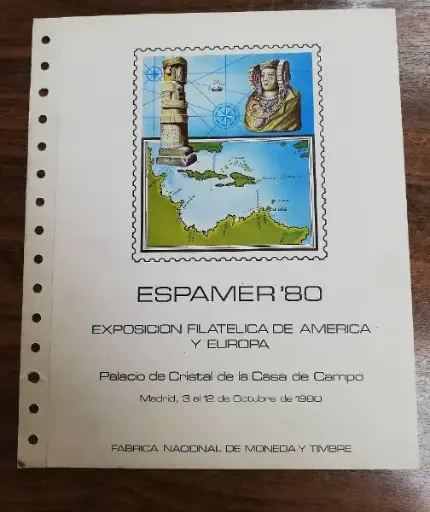 ESPAMER '80
EXPOSICION FILATELICA DE AMERICA
Y EUROPA
Palacio de Cristal de la Casa de Campo
Madrid, 3 al 12 de Octubre de 1980
FABRICA NACIONAL DE MONEDA Y TIMBRE